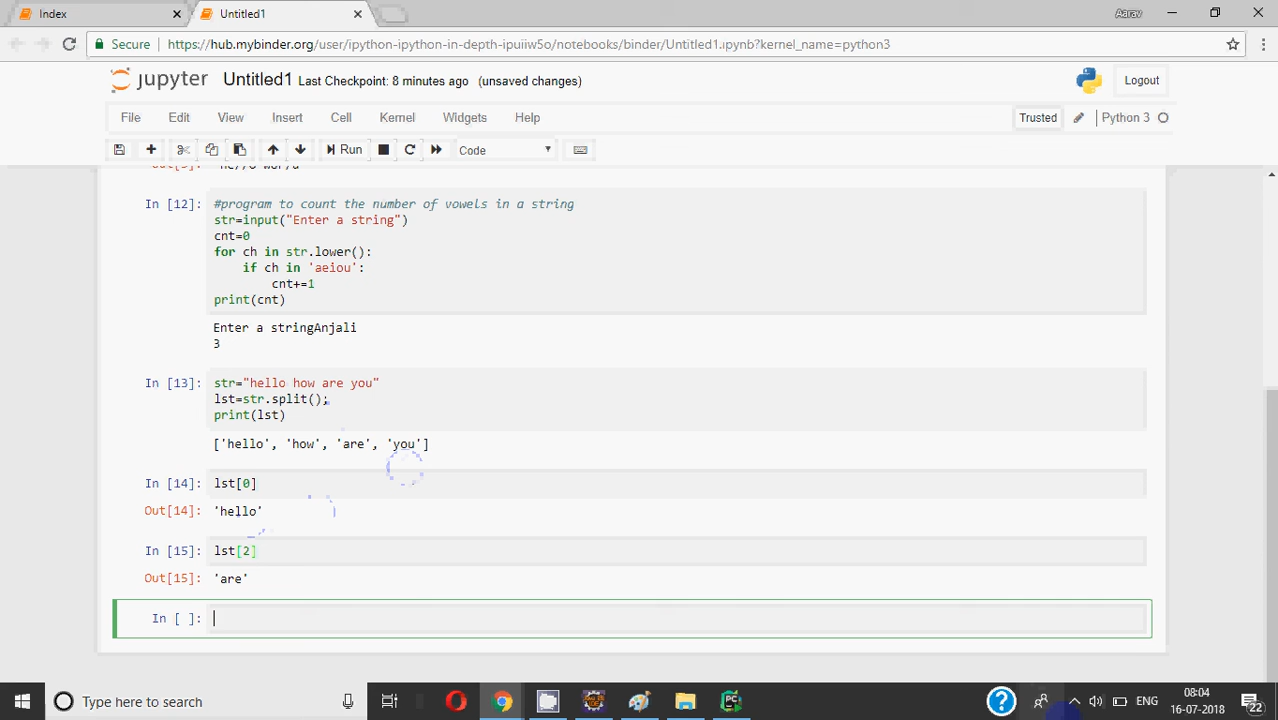 Index
Untitled1
Aarav
Secure
https://hub.mybinder.org/user/ipython-ipython-in-depth-ipuiiw5o/notebooks/binder/Untitled1.ipynb?kernel_name=python3
jupyter Untitled1 Last Checkpoint: 8 minutes ago (unsaved changes)
Logout
File Edit View Insert Cell Kernel Widgets Help
Trusted
Python 3
Run
Code
In [12]: #program to count the number of vowels in a string
str=input("Enter a string")
cnt=0
for ch in str.lower():
    if ch in 'aeiou':
        cnt+=1
print(cnt)
Enter a stringAnjali
3
In [13]: str="hello how are you"
lst=str.split();
print(lst)
['hello', 'how', 'are', 'you']
In [14]: lst[0]
Out[14]: 'hello'
In [15]: lst[2]
Out[15]: 'are'
In [ ]:
Type here to search
ENG
08:04
16-07-2018
22